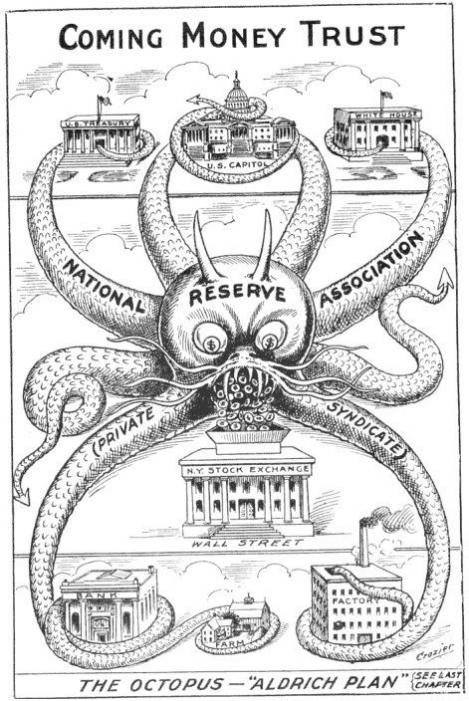 COMING MONEY TRUST
U.S. TREASURY
U.S. CAPITOL
WHITE HOUSE
NATIONAL RESERVE ASSOCIATION
(PRIVATE SYNDICATE)
N.Y. STOCK EXCHANGE
WALL STREET
BANK
FARM
FACTORY
Crozier
THE OCTOPUS — "ALDRICH PLAN" (SEE LAST
CHAPTER